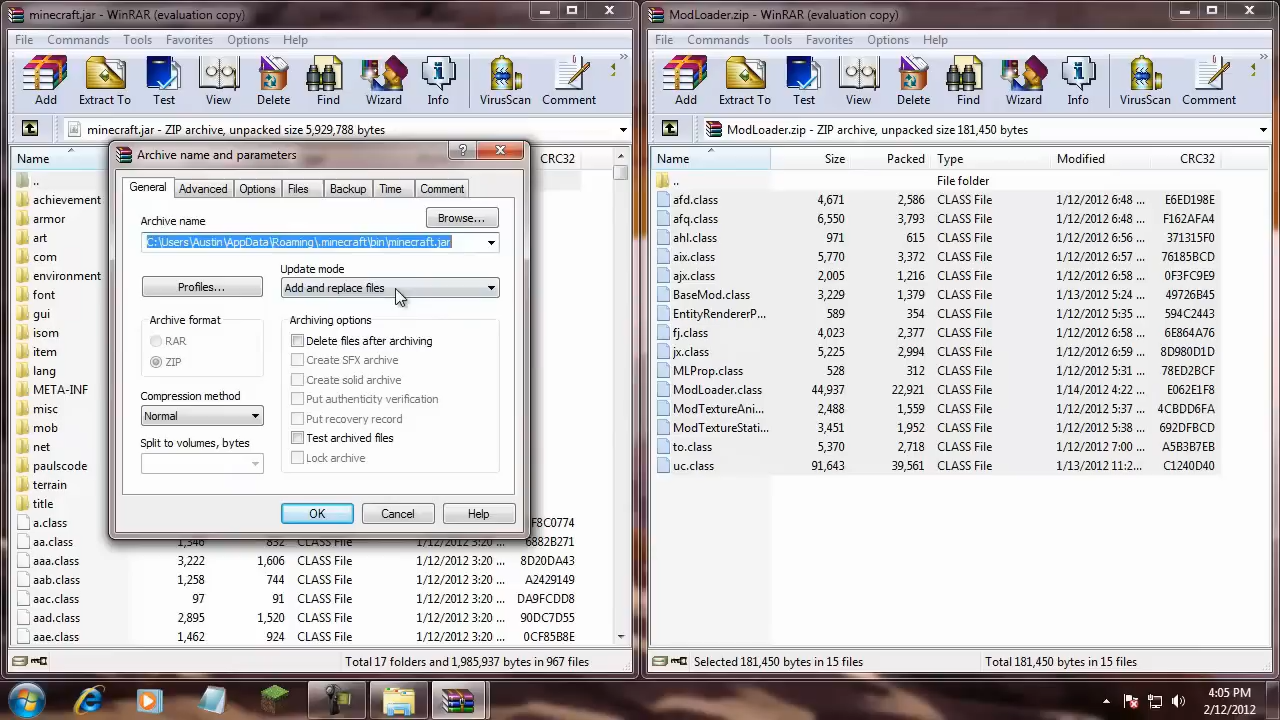 minecraft.jar - WinRAR (evaluation copy)
File Commands Tools Favorites Options Help
Add Extract To Test View Delete Find Wizard Info VirusScan Comment
minecraft.jar - ZIP archive, unpacked size 5,929,788 bytes
Name CRC32
..
achievement
armor
art
com
environment
font
gui
isom
item
lang
META-INF
misc
mob
net
paulscode
terrain
title
a.class F8C0774
aa.class 1,346 832 CLASS File 1/12/2012 3:20 ... 6882B271
aaa.class 3,222 1,606 CLASS File 1/12/2012 3:20 ... 8D20DA43
aab.class 1,258 744 CLASS File 1/12/2012 3:20 ... A2429149
aac.class 97 91 CLASS File 1/12/2012 3:20 ... DA9FCDD8
aad.class 2,895 1,520 CLASS File 1/12/2012 3:20 ... 90DC7D55
aae.class 1,462 924 CLASS File 1/12/2012 3:20 ... 0CF85B8E
Total 17 folders and 1,985,937 bytes in 967 files
Archive name and parameters
General Advanced Options Files Backup Time Comment
Archive name
Browse...
C:\Users\Austin\AppData\Roaming\.minecraft\bin\minecraft.jar
Update mode
Profiles...
Add and replace files
Archive format
RAR
ZIP
Compression method
Normal
Split to volumes, bytes
Archiving options
Delete files after archiving
Create SFX archive
Create solid archive
Put authenticity verification
Put recovery record
Test archived files
Lock archive
OK Cancel Help
ModLoader.zip - WinRAR (evaluation copy)
File Commands Tools Favorites Options Help
Add Extract To Test View Delete Find Wizard Info VirusScan Comment
ModLoader.zip - ZIP archive, unpacked size 181,450 bytes
Name Size Packed Type Modified CRC32
.. File folder
afd.class 4,671 2,586 CLASS File 1/12/2012 6:48 ... E6ED198E
afq.class 6,550 3,793 CLASS File 1/12/2012 6:48 ... F162AFA4
ahl.class 971 615 CLASS File 1/12/2012 6:48 ... 371315F0
aix.class 6,770 3,372 CLASS File 1/12/2012 6:57 ... 76185BCD
ajx.class 2,005 1,216 CLASS File 1/12/2012 6:58 ... 0F3FC9E9
BaseMod.class 3,229 1,379 CLASS File 1/13/2012 5:34 ... 49726B45
EntityRendererP... 589 354 CLASS File 1/12/2012 5:35 ... 594C2443
fj.class 4,023 2,377 CLASS File 1/12/2012 6:58 ... 6E864A76
jx.class 5,225 2,994 CLASS File 1/12/2012 6:59 ... 8D980D1D
MLProp.class 528 312 CLASS File 1/12/2012 5:31 ... 78ED2BCF
ModLoader.class 44,937 22,921 CLASS File 1/14/2012 4:22 ... E062E1F8
ModTextureAni... 2,488 1,559 CLASS File 1/12/2012 5:37 ... 4CBDD6FA
ModTextureStati... 3,451 1,952 CLASS File 1/12/2012 5:38 ... 692DFBCD
to.class 5,370 2,718 CLASS File 1/12/2012 7:00 ... A5B3B7EB
uc.class 91,643 39,561 CLASS File 1/13/2012 11:2... C1240D40
Selected 181,450 bytes in 15 files Total 181,450 bytes in 15 files
4:05 PM
2/12/2012